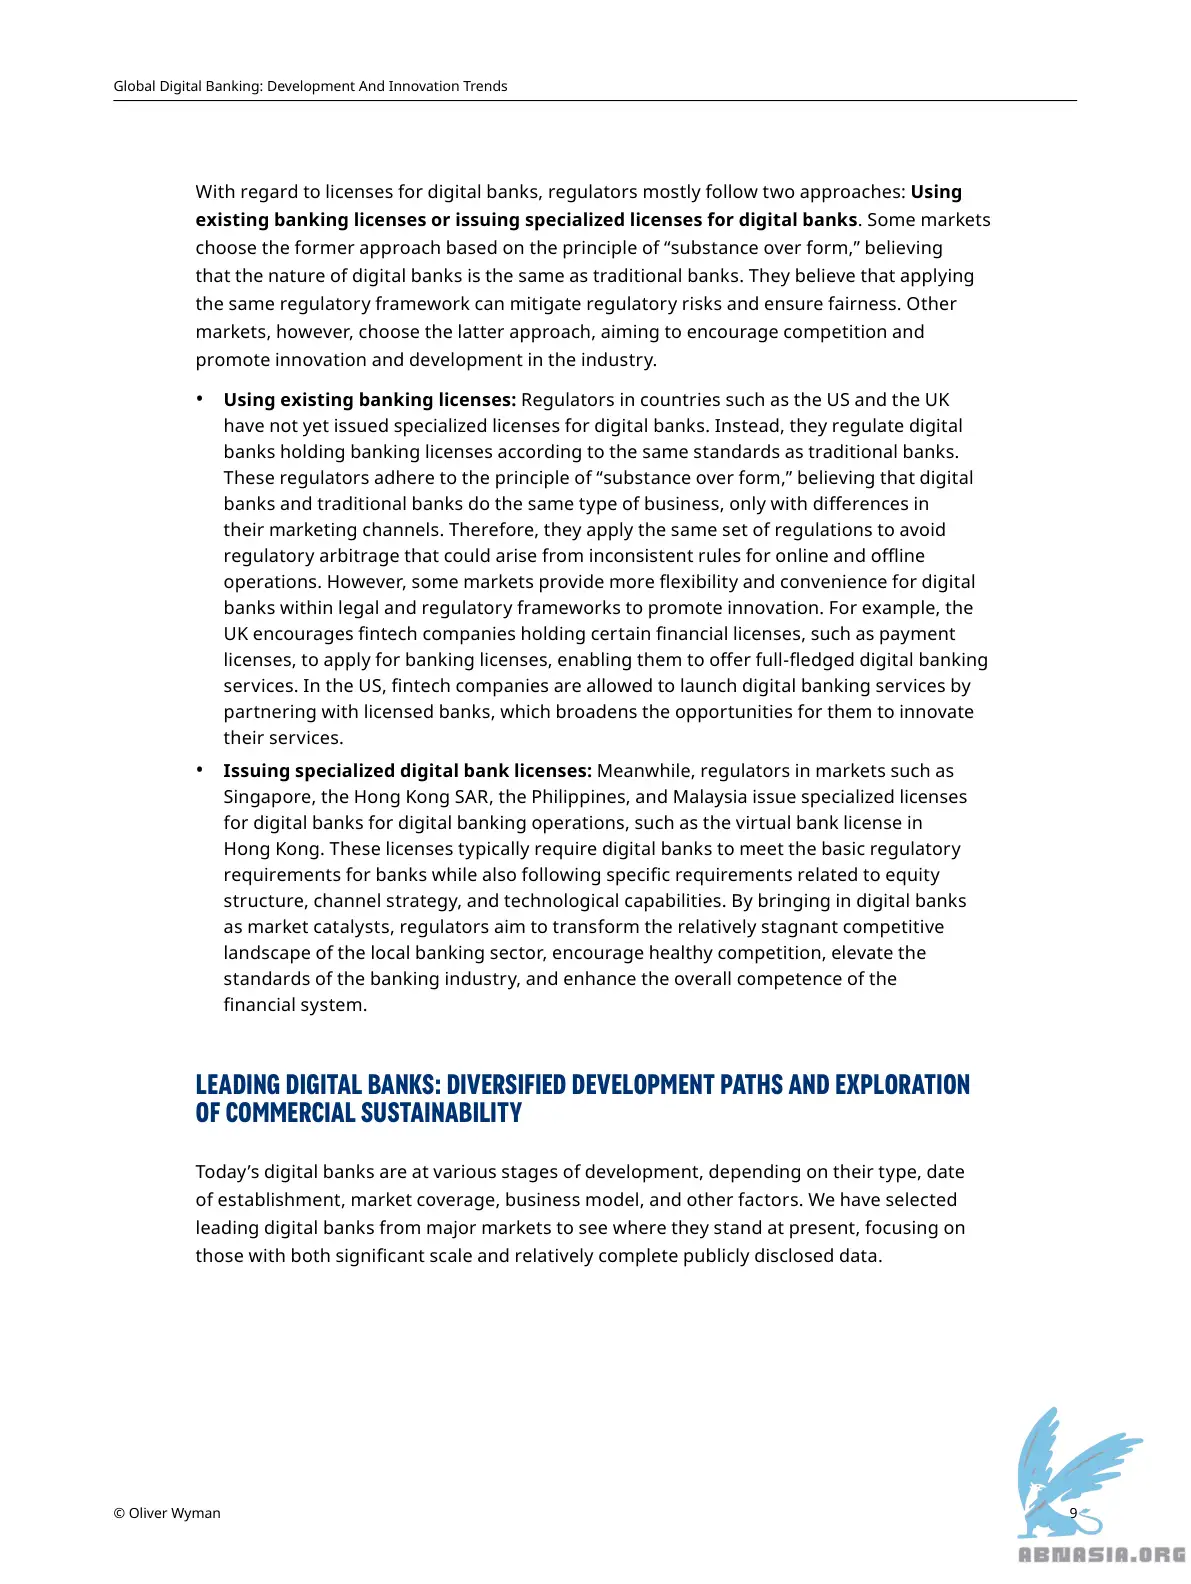 Global Digital Banking: Development And Innovation Trends
With regard to licenses for digital banks, regulators mostly follow two approaches: Using
existing banking licenses or issuing specialized licenses for digital banks. Some markets
choose the former approach based on the principle of “substance over form,” believing
that the nature of digital banks is the same as traditional banks. They believe that applying
the same regulatory framework can mitigate regulatory risks and ensure fairness. Other
markets, however, choose the latter approach, aiming to encourage competition and
promote innovation and development in the industry.
• Using existing banking licenses: Regulators in countries such as the US and the UK
have not yet issued specialized licenses for digital banks. Instead, they regulate digital
banks holding banking licenses according to the same standards as traditional banks.
These regulators adhere to the principle of “substance over form,” believing that digital
banks and traditional banks do the same type of business, only with differences in
their marketing channels. Therefore, they apply the same set of regulations to avoid
regulatory arbitrage that could arise from inconsistent rules for online and offline
operations. However, some markets provide more flexibility and convenience for digital
banks within legal and regulatory frameworks to promote innovation. For example, the
UK encourages fintech companies holding certain financial licenses, such as payment
licenses, to apply for banking licenses, enabling them to offer full-fledged digital banking
services. In the US, fintech companies are allowed to launch digital banking services by
partnering with licensed banks, which broadens the opportunities for them to innovate
their services.
• Issuing specialized digital bank licenses: Meanwhile, regulators in markets such as
Singapore, the Hong Kong SAR, the Philippines, and Malaysia issue specialized licenses
for digital banks for digital banking operations, such as the virtual bank license in
Hong Kong. These licenses typically require digital banks to meet the basic regulatory
requirements for banks while also following specific requirements related to equity
structure, channel strategy, and technological capabilities. By bringing in digital banks
as market catalysts, regulators aim to transform the relatively stagnant competitive
landscape of the local banking sector, encourage healthy competition, elevate the
standards of the banking industry, and enhance the overall competence of the
financial system.
LEADING DIGITAL BANKS: DIVERSIFIED DEVELOPMENT PATHS AND EXPLORATION
OF COMMERCIAL SUSTAINABILITY
Today’s digital banks are at various stages of development, depending on their type, date
of establishment, market coverage, business model, and other factors. We have selected
leading digital banks from major markets to see where they stand at present, focusing on
those with both significant scale and relatively complete publicly disclosed data.
© Oliver Wyman
9
ABNASIA.ORG